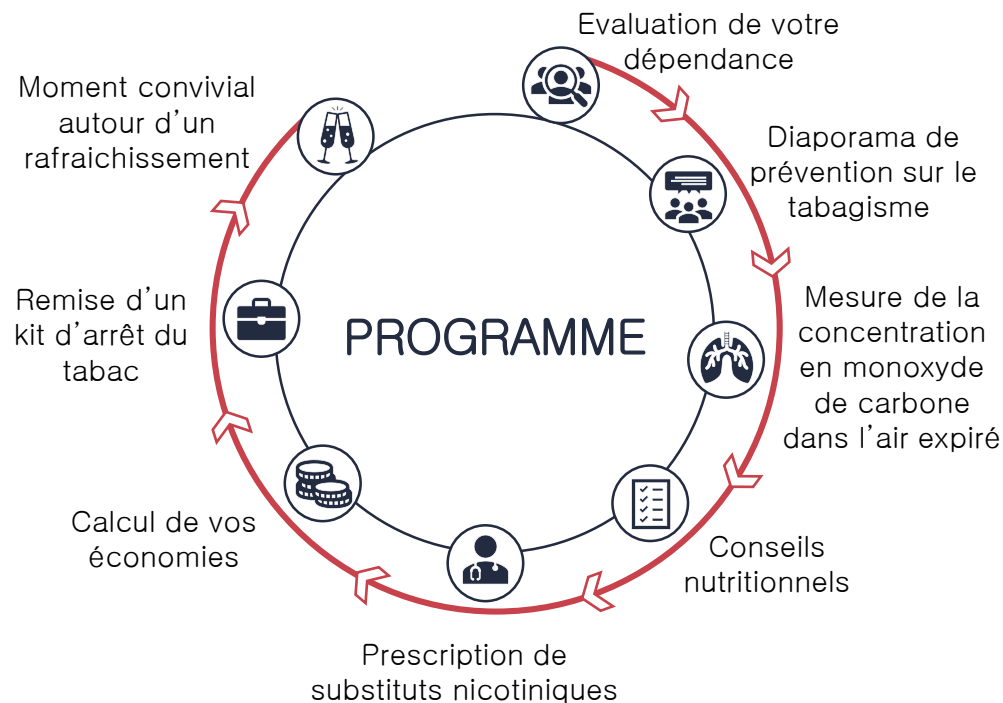 Evaluation de votre
dépendance
Diaporama de
prévention sur le
tabagisme
Mesure de la
concentration
en monoxyde
de carbone
dans l'air expiré
Conseils
nutritionnels
Prescription de
substituts nicotiniques
Calcul de vos
économies
Remise d'un
kit d'arrêt du
tabac
Moment convivial
autour d'un
rafraichissement
PROGRAMME